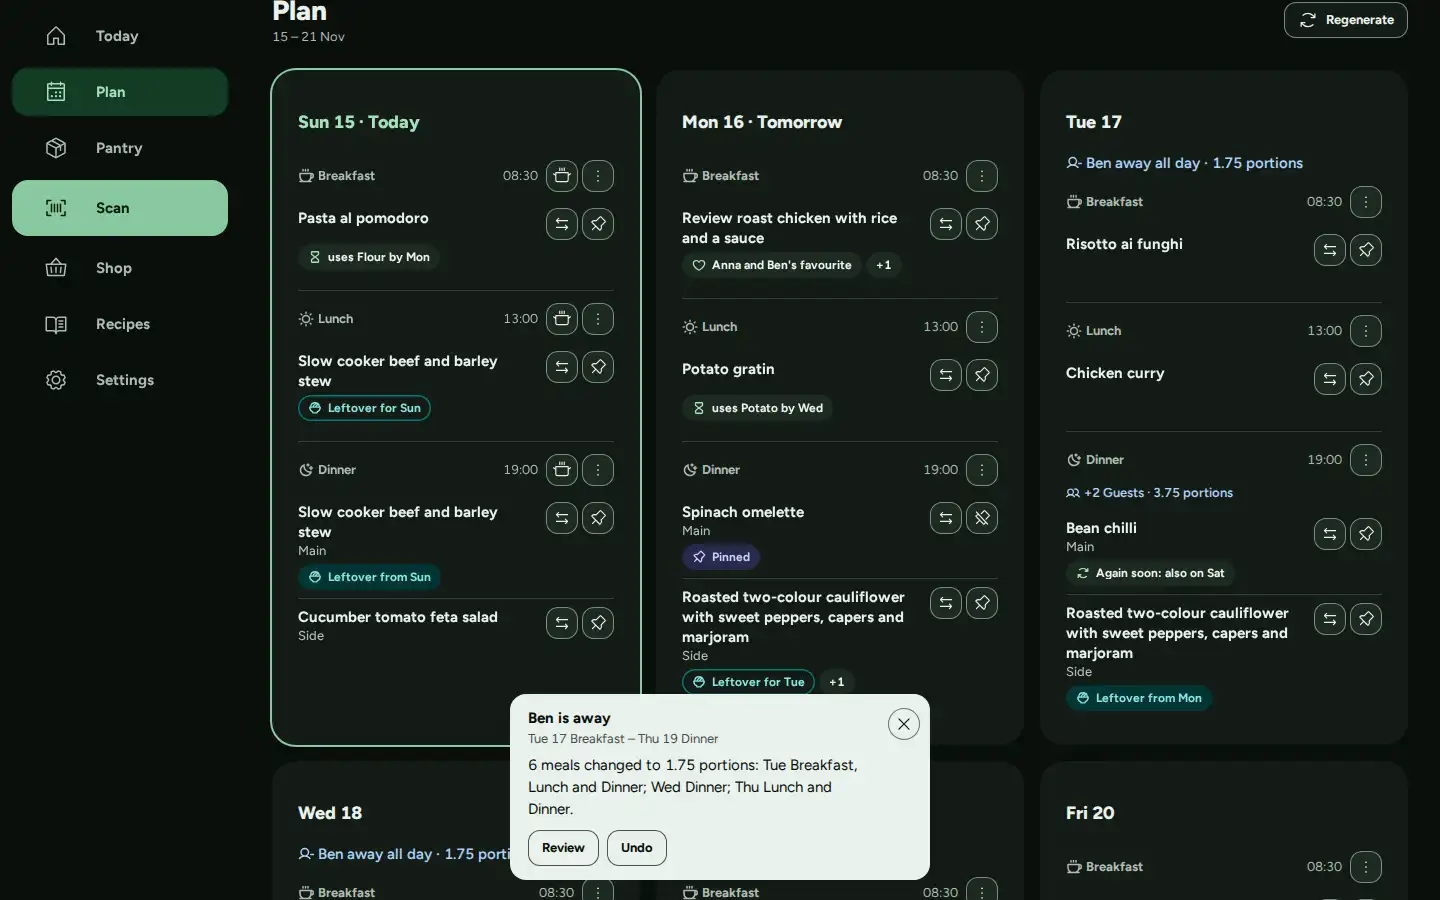 Today
Plan
Pantry
Scan
Shop
Recipes
Settings
Plan
15 – 21 Nov
Regenerate
Sun 15 · Today
Breakfast
08:30
Pasta al pomodoro
uses Flour by Mon
Lunch
13:00
Slow cooker beef and barley
stew
Leftover for Sun
Dinner
19:00
Slow cooker beef and barley
stew
Main
Leftover from Sun
Cucumber tomato feta salad
Side
Mon 16 · Tomorrow
Breakfast
08:30
Review roast chicken with rice
and a sauce
Anna and Ben's favourite
+1
Lunch
13:00
Potato gratin
uses Potato by Wed
Dinner
19:00
Spinach omelette
Main
Pinned
Roasted two-colour cauliflower
with sweet peppers, capers and
marjoram
Side
Leftover for Tue
+1
Tue 17
Ben away all day · 1.75 portions
Breakfast
08:30
Risotto ai funghi
Lunch
13:00
Chicken curry
Dinner
19:00
+2 Guests · 3.75 portions
Bean chilli
Main
Again soon: also on Sat
Roasted two-colour cauliflower
with sweet peppers, capers and
marjoram
Side
Leftover from Mon
Wed 18
Ben away all day · 1.75 porti
Breakfast
08:30
Breakfast
08:30
Fri 20
Breakfast
08:30
Ben is away
Tue 17 Breakfast – Thu 19 Dinner
6 meals changed to 1.75 portions: Tue Breakfast,
Lunch and Dinner; Wed Dinner; Thu Lunch and
Dinner.
Review
Undo